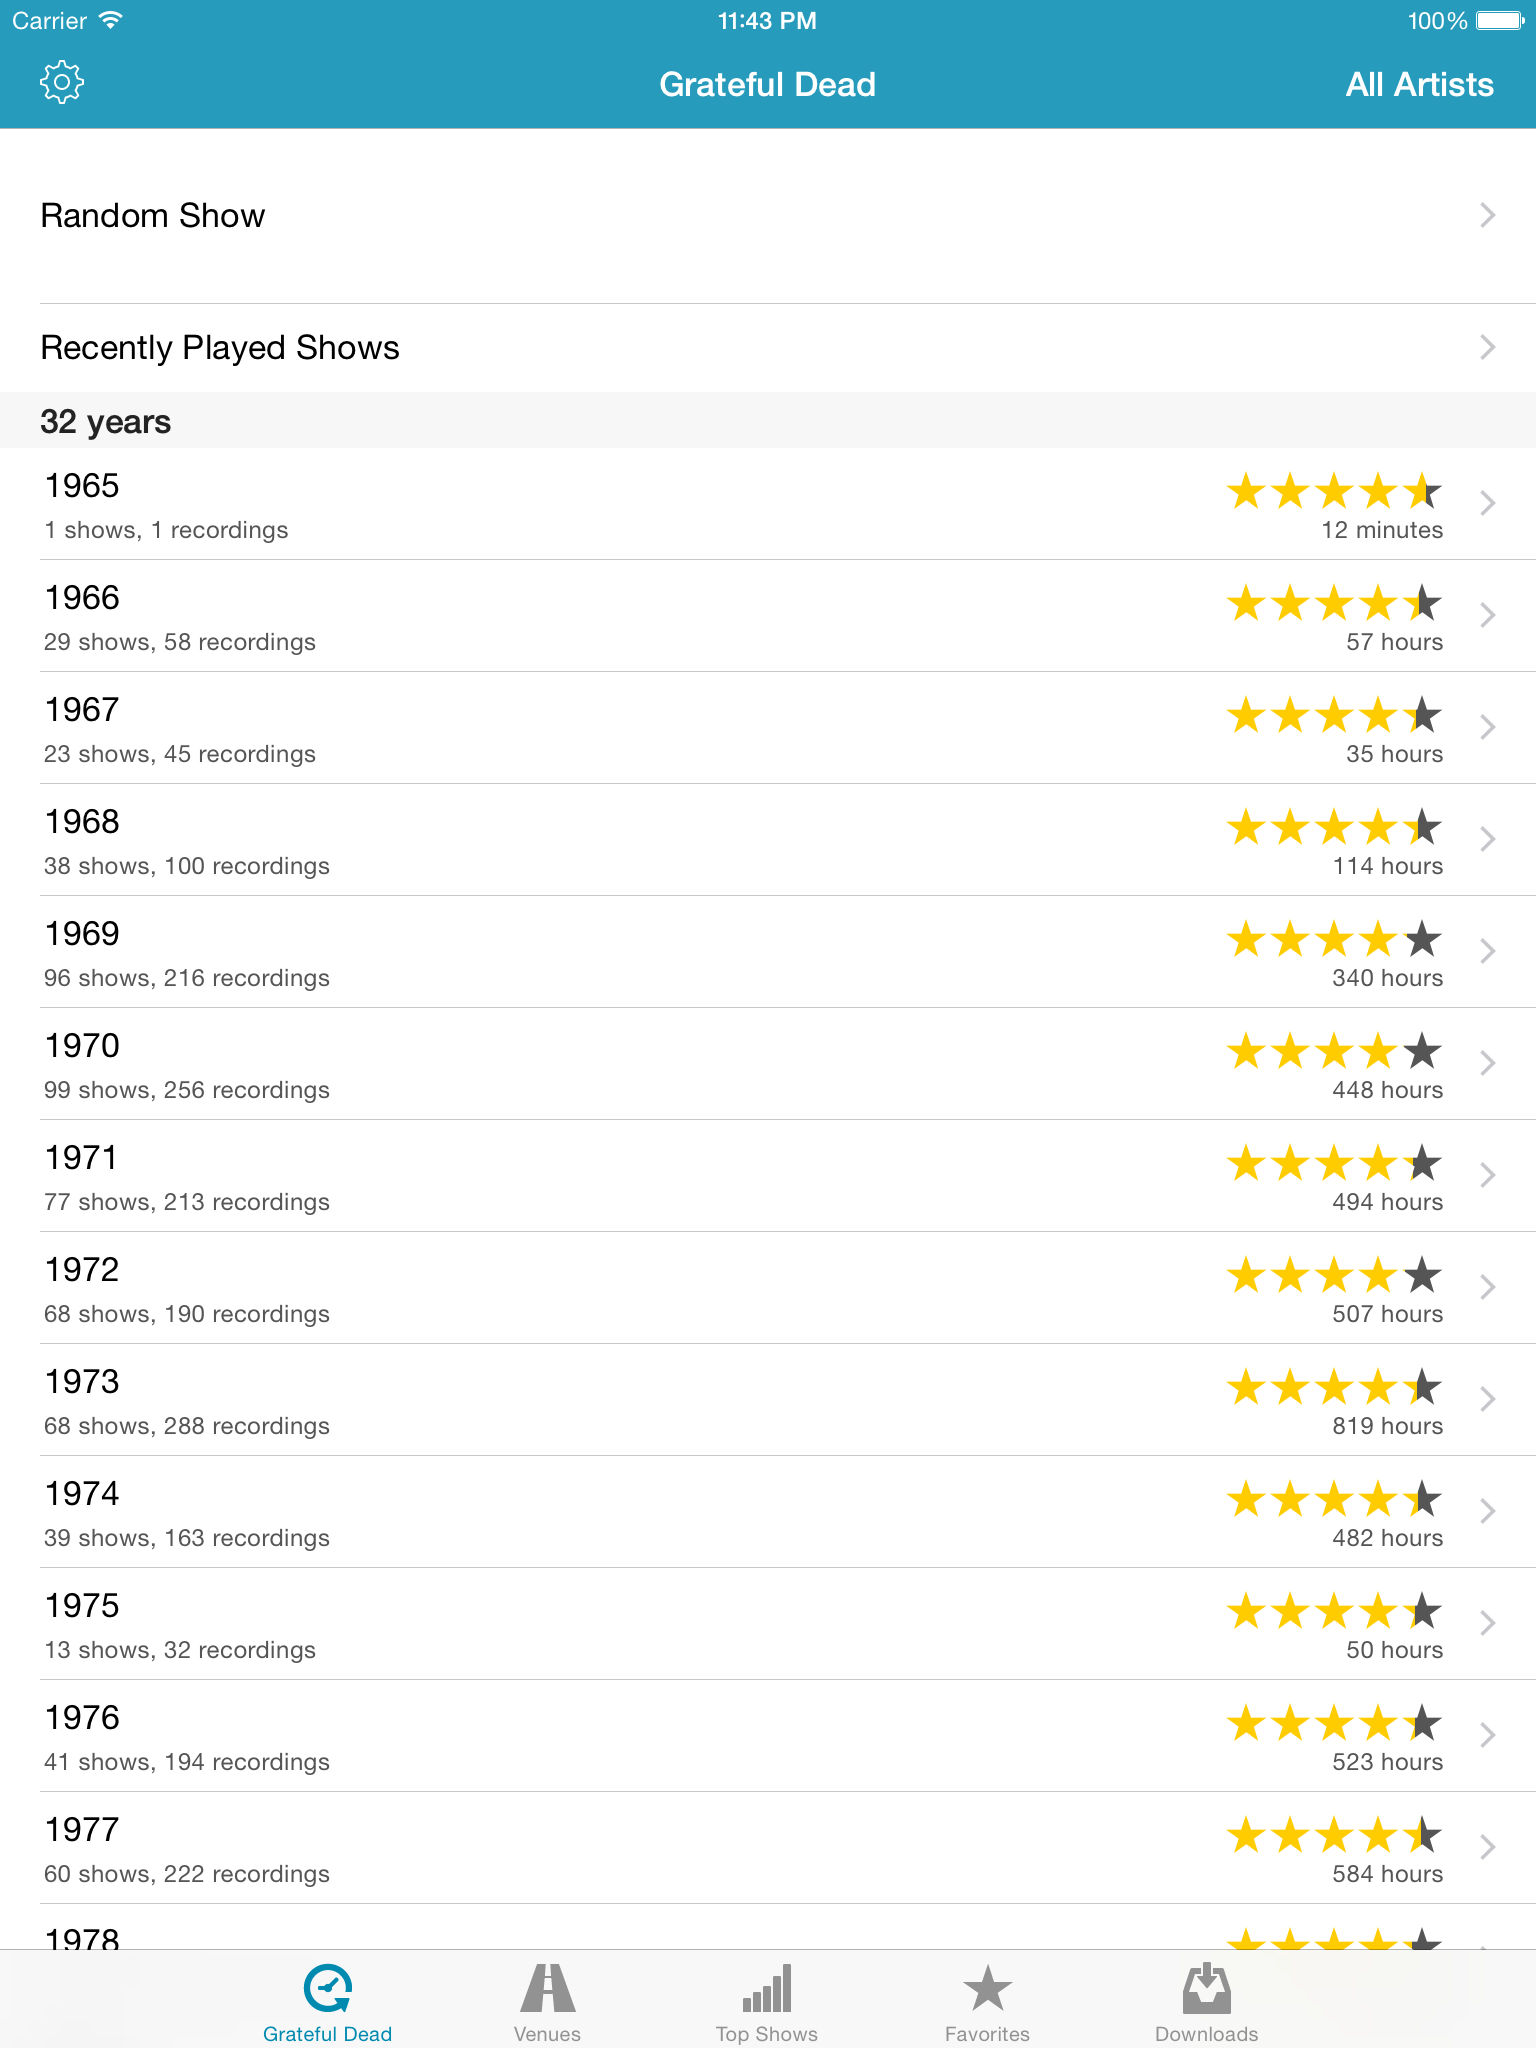 Carrier 11:43 PM 100%
Grateful Dead All Artists
Random Show
Recently Played Shows
32 years
1965
1 shows, 1 recordings 12 minutes
1966
29 shows, 58 recordings 57 hours
1967
23 shows, 45 recordings 35 hours
1968
38 shows, 100 recordings 114 hours
1969
96 shows, 216 recordings 340 hours
1970
99 shows, 256 recordings 448 hours
1971
77 shows, 213 recordings 494 hours
1972
68 shows, 190 recordings 507 hours
1973
68 shows, 288 recordings 819 hours
1974
39 shows, 163 recordings 482 hours
1975
13 shows, 32 recordings 50 hours
1976
41 shows, 194 recordings 523 hours
1977
60 shows, 222 recordings 584 hours
1978
Grateful Dead Venues Top Shows Favorites Downloads